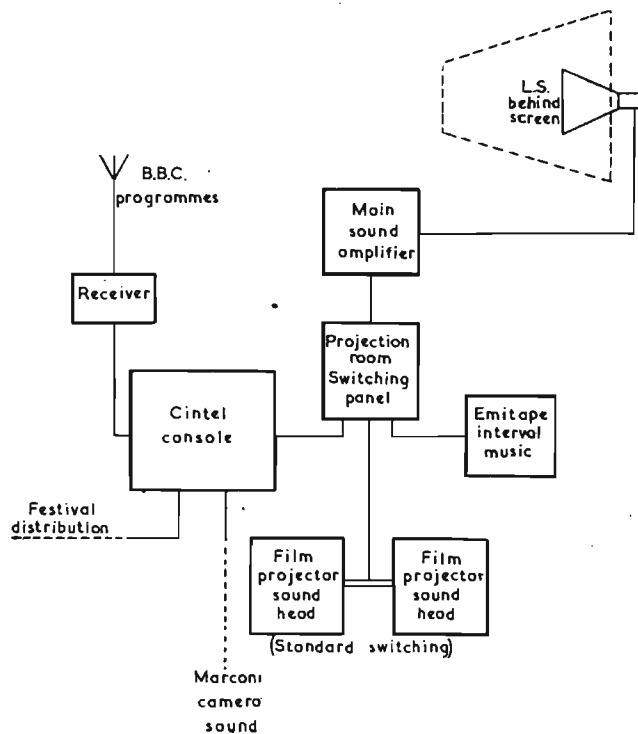 L.S.
behind
screen
B.B.C.
programmes
Main
sound
amplifier
Receiver
Projection
room
Switching
panel
Cintel
console
Emitape
interval
music
Festival
distribution
Film
projector
sound
head
Film
projector
sound
head
(Standard switching)
Marconi
camera
sound